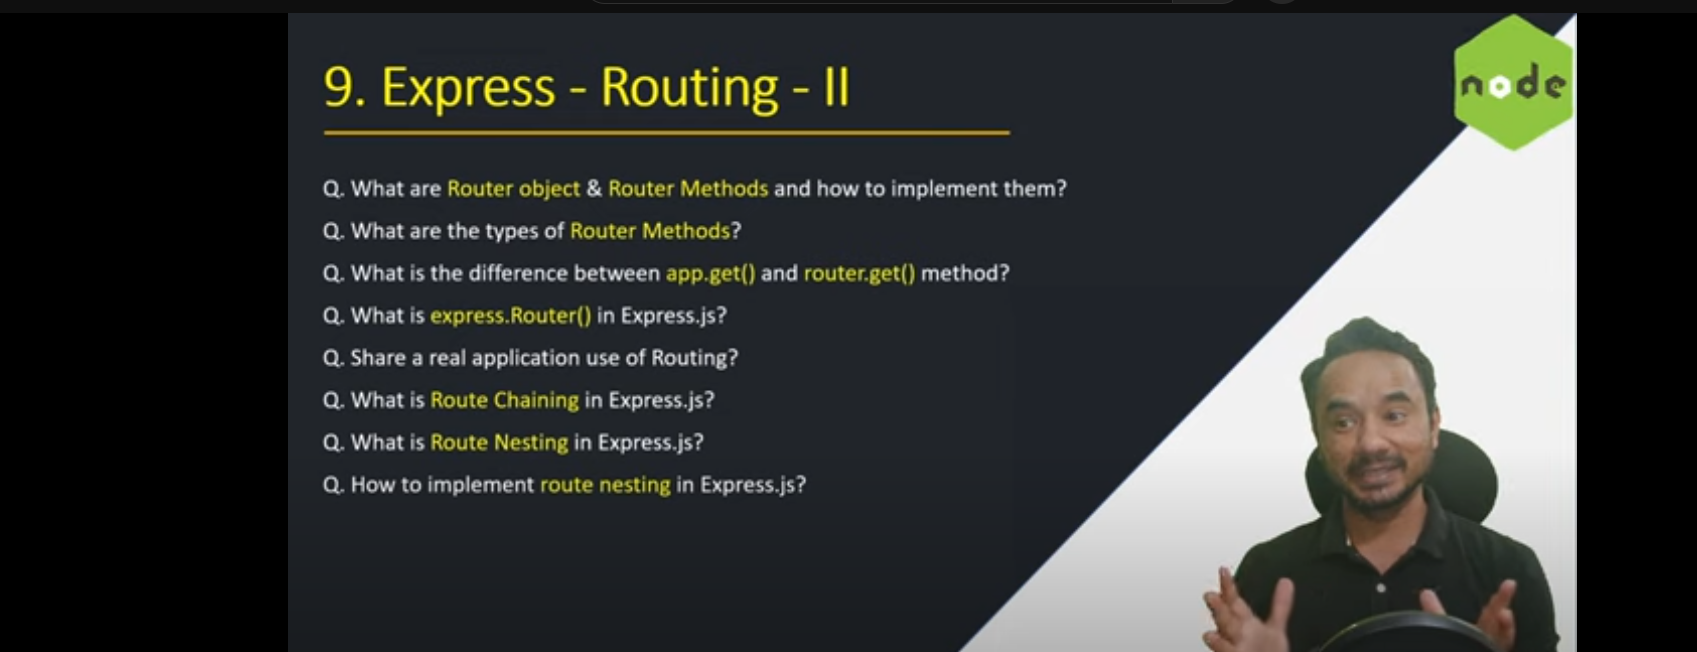 9. Express - Routing - II
node
Q. What are Router object & Router Methods and how to implement them?
Q. What are the types of Router Methods?
Q. What is the difference between app.get() and router.get() method?
Q. What is express.Router() in Express.js?
Q. Share a real application use of Routing?
Q. What is Route Chaining in Express.js?
Q. What is Route Nesting in Express.js?
Q. How to implement route nesting in Express.js?